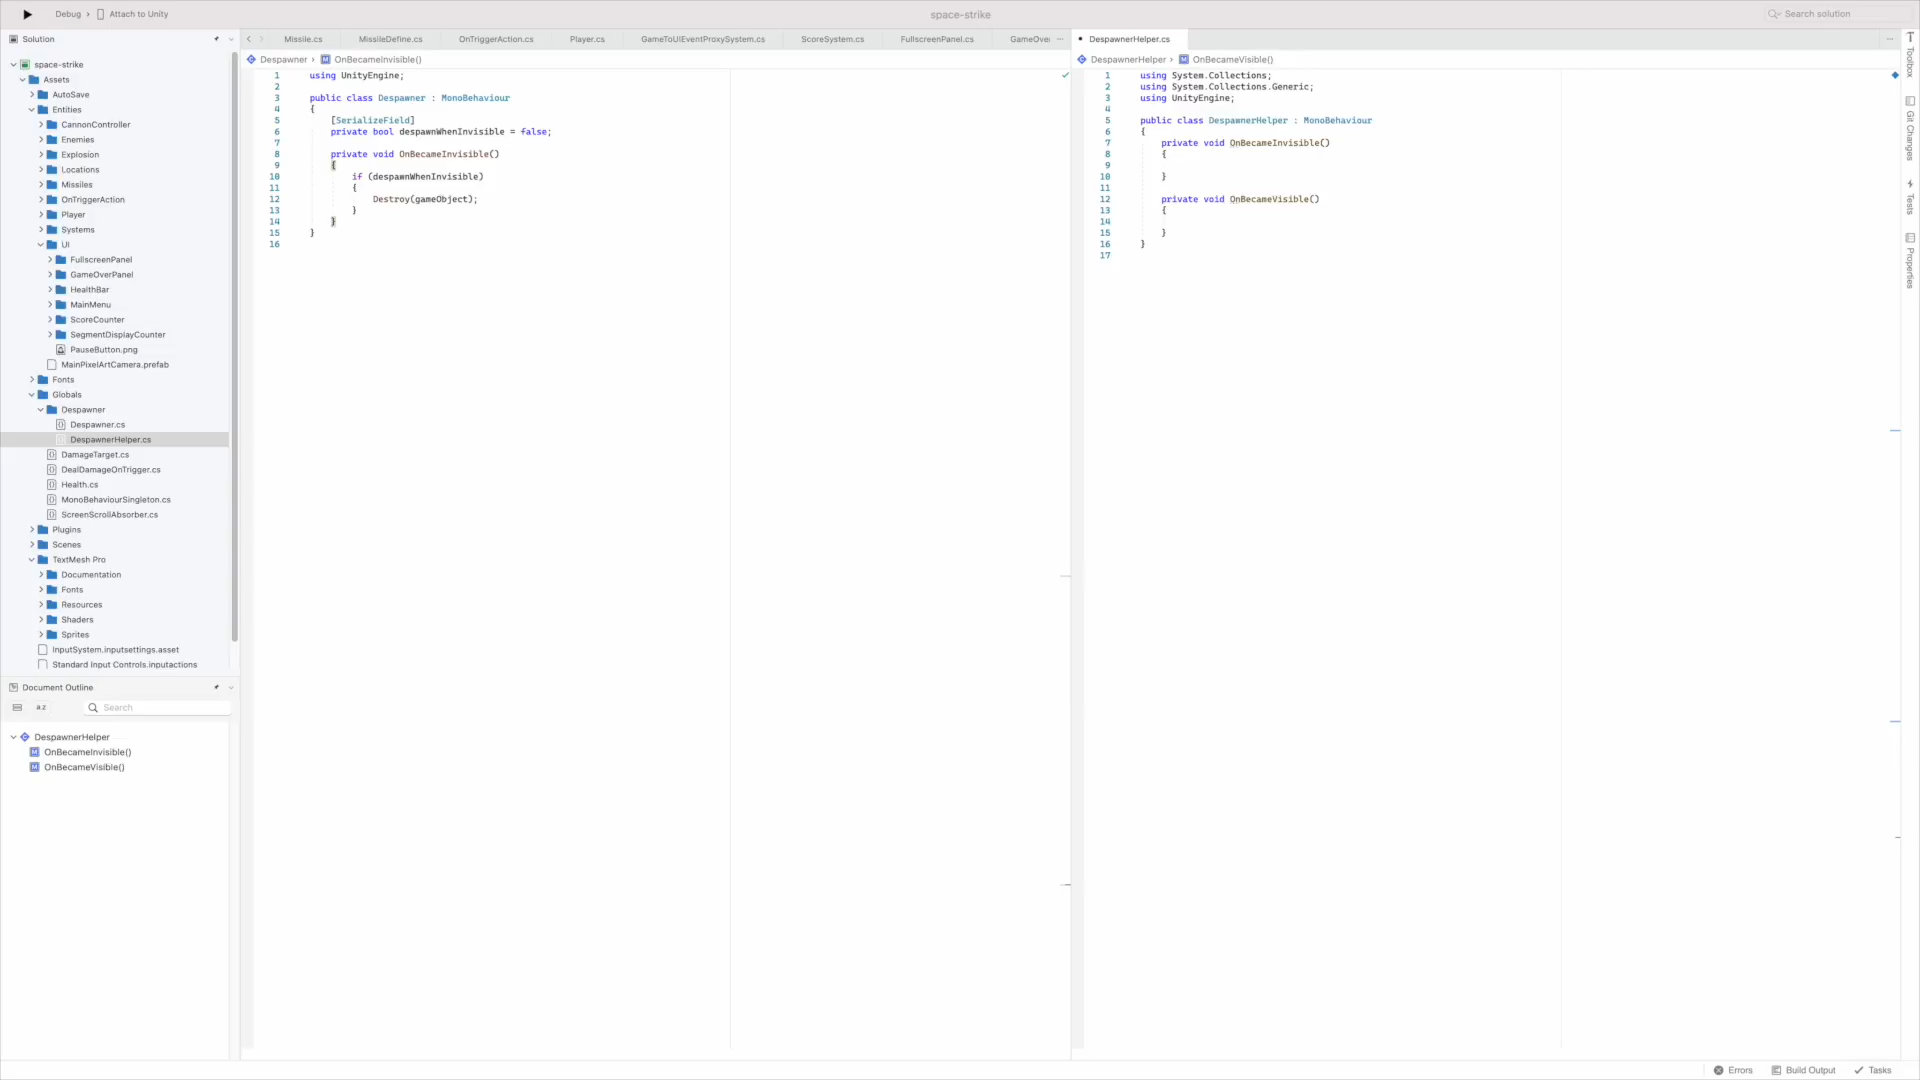 Debug › Attach to Unity
space-strike
Search solution
Solution
space-strike
Assets
AutoSave
Entities
CannonController
Enemies
Explosion
Locations
Missiles
OnTriggerAction
Player
Systems
UI
FullscreenPanel
GameOverPanel
HealthBar
MainMenu
ScoreCounter
SegmentDisplayCounter
PauseButton.png
MainPixelArtCamera.prefab
Fonts
Globals
Despawner
Despawner.cs
DespawnerHelper.cs
DamageTarget.cs
DealDamageOnTrigger.cs
Health.cs
MonoBehaviourSingleton.cs
ScreenScrollAbsorber.cs
Plugins
Scenes
TextMesh Pro
Documentation
Fonts
Resources
Shaders
Sprites
InputSystem.inputsettings.asset
Standard Input Controls.inputactions
Document Outline
a.z
Search
DespawnerHelper
OnBecameInvisible()
OnBecameVisible()
Missile.cs MissileDefine.cs OnTriggerAction.cs Player.cs GameToUIEventProxySystem.cs ScoreSystem.cs FullscreenPanel.cs GameOve
Despawner › OnBecameInvisible()
1 using UnityEngine;
2
3 public class Despawner : MonoBehaviour
4 {
5 [SerializeField]
6 private bool despawnWhenInvisible = false;
7
8 private void OnBecameInvisible()
9 {
10 if (despawnWhenInvisible)
11 {
12 Destroy(gameObject);
13 }
14 }
15 }
16
DespawnerHelper.cs
DespawnerHelper › OnBecameVisible()
1 using System.Collections;
2 using System.Collections.Generic;
3 using UnityEngine;
4
5 public class DespawnerHelper : MonoBehaviour
6 {
7 private void OnBecameInvisible()
8 {
9
10 }
11
12 private void OnBecameVisible()
13 {
14
15 }
16 }
17
Toolbox
Git Changes
Tests
Properties
Errors
Build Output
Tasks